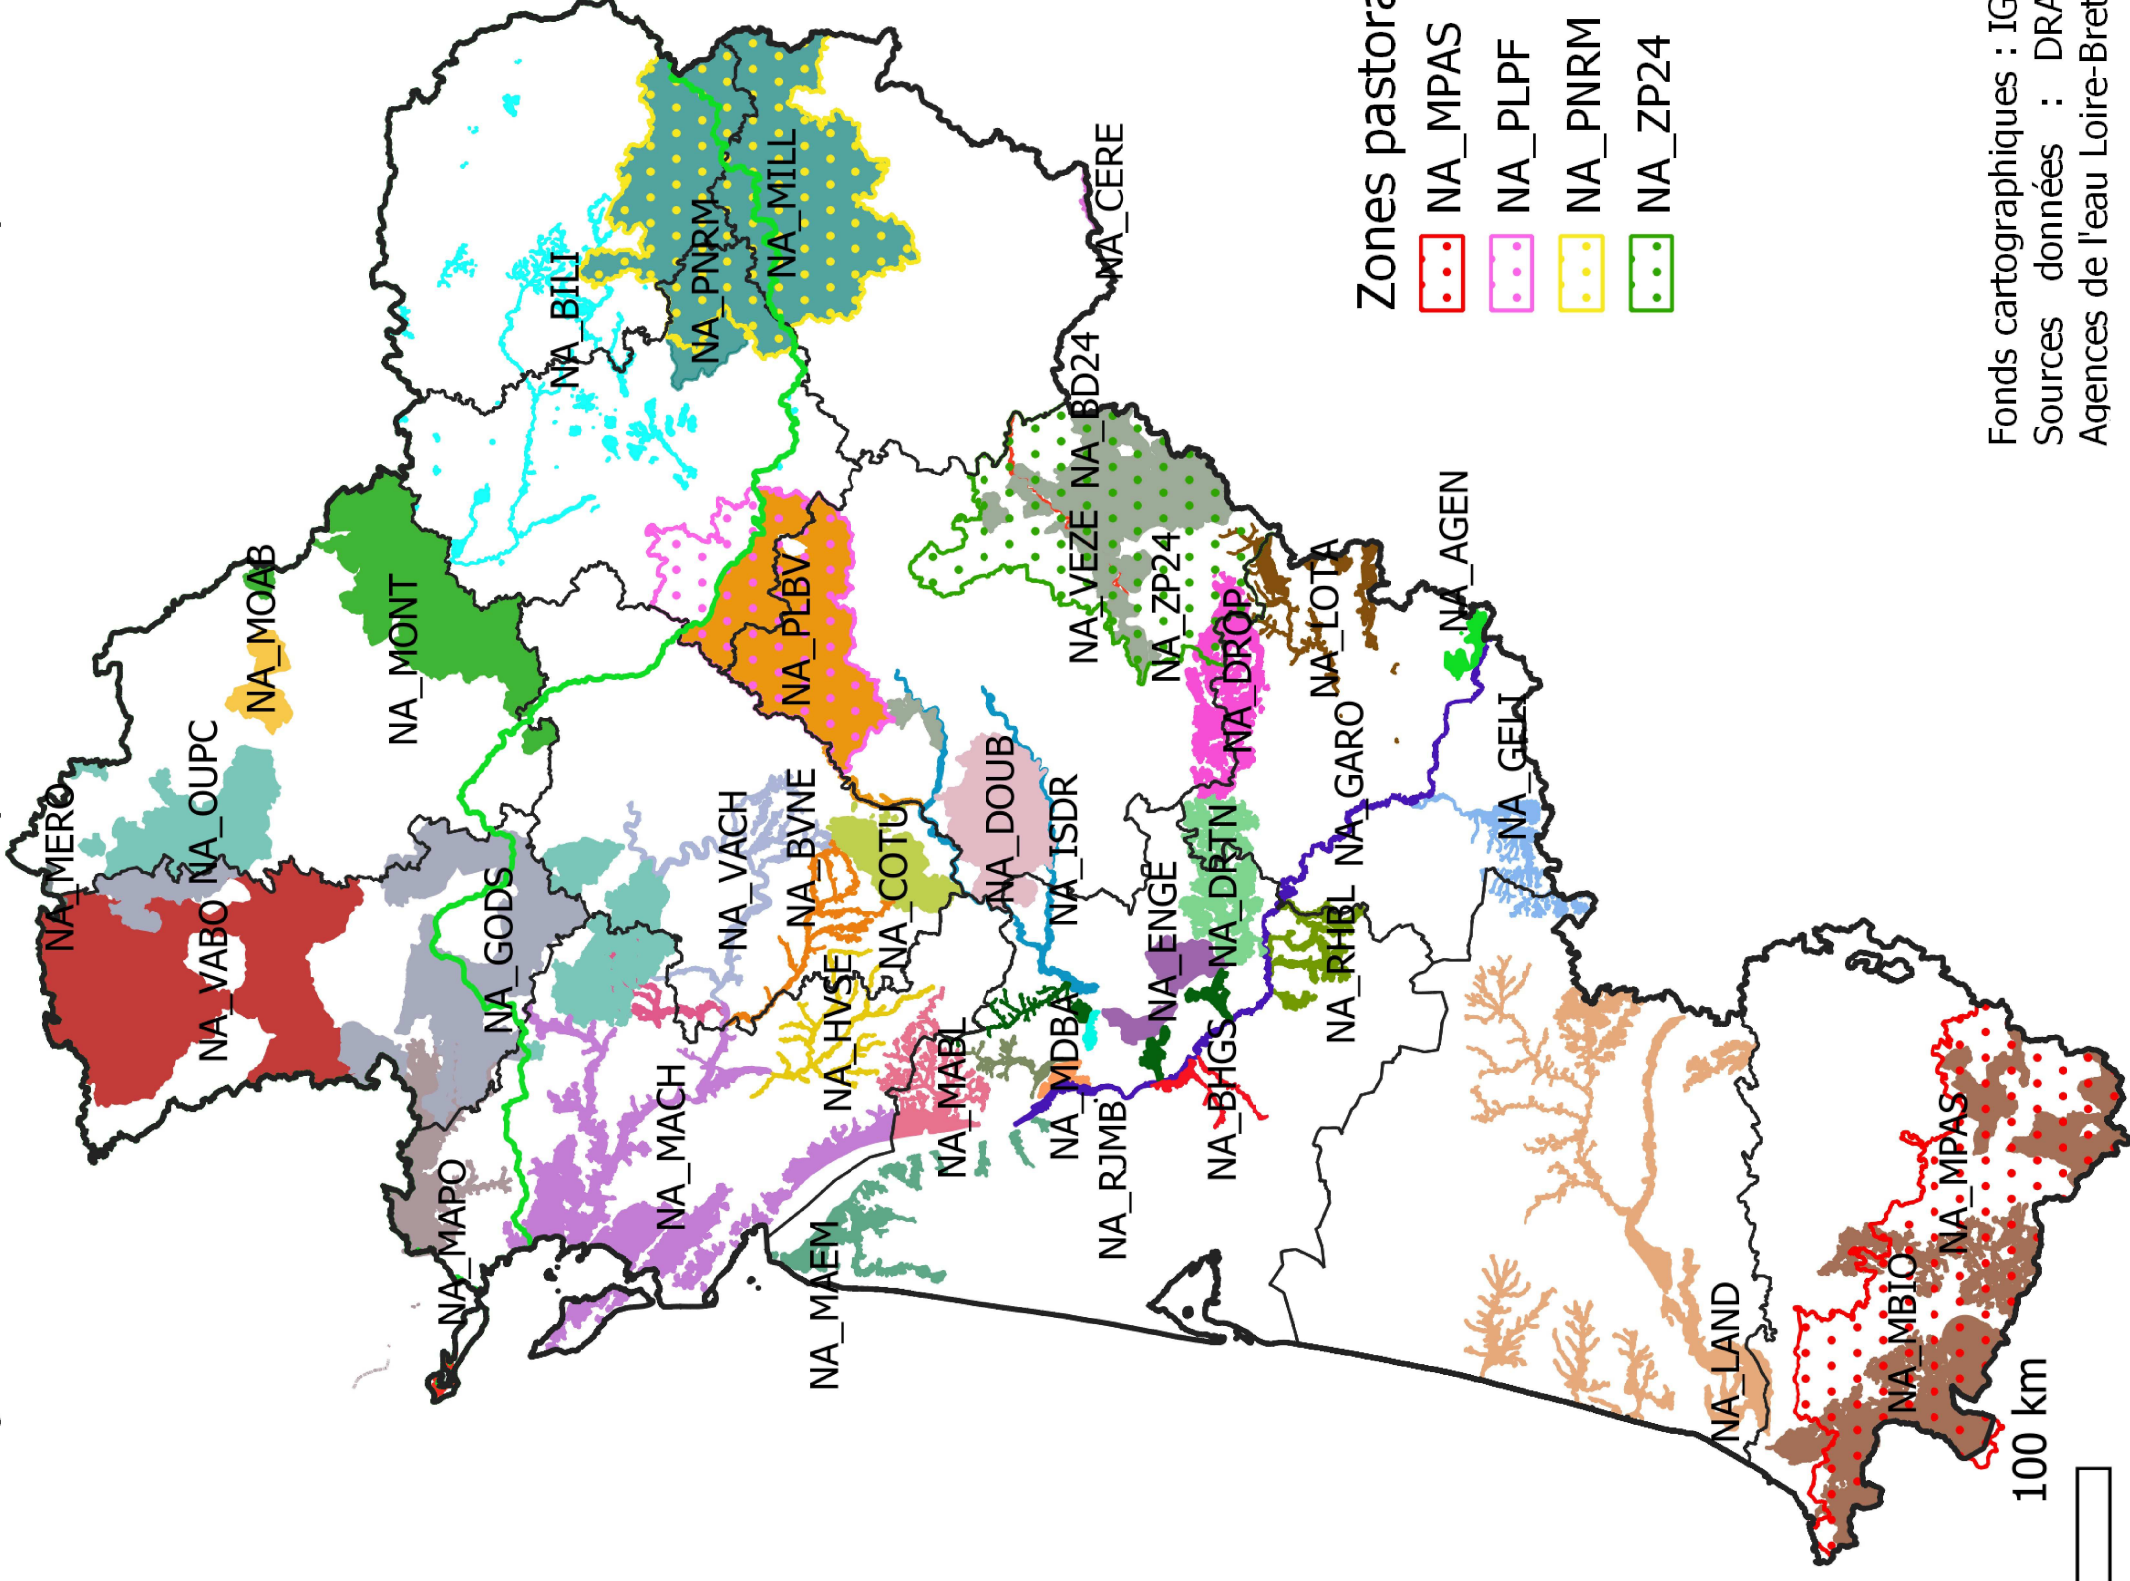 NA_MERO
NA_OUPC
NA_VABO
NA_MOAB
NA_MONT
NA_GODS
NA_MAPO
NA_BILI
NA_PNRM
NA_MILL
NA_VACH
NA_MACH
NA_PLBV
NA_BVNE
NA_HVSE
NA_MAEM
NA_COTU
NA_MABL
NA_DOUB
NA_ISDR
NA_MDBA
NA_RJMB
NA_CERE
NA_BD24
NA_VEZE
NA_ZP24
NA_ENGE
NA_BHGS
NA_DRTN
NA_DROP
NA_LOTA
NA_GARO
NA_RHBL
NA_AGEN
NA_GELI
NA_LAND
NA_MBIO
NA_MPAS
100 km
Zones pastora
NA_MPAS
NA_PLPF
NA_PNRM
NA_ZP24
Fonds cartographiques : IG
Sources données : DRA
Agences de l'eau Loire-Bret